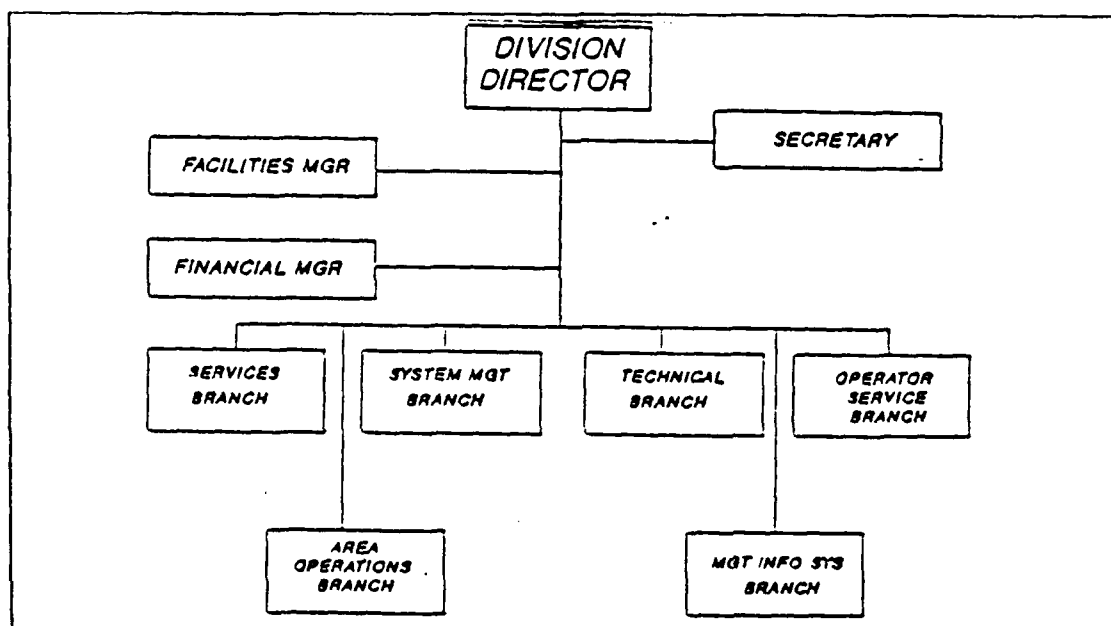 DIVISION
DIRECTOR
SECRETARY
FACILITIES MGR
FINANCIAL MGR
SERVICES
BRANCH
SYSTEM MGT
BRANCH
TECHNICAL
BRANCH
OPERATOR
SERVICE
BRANCH
AREA
OPERATIONS
BRANCH
MGT INFO SYS
BRANCH